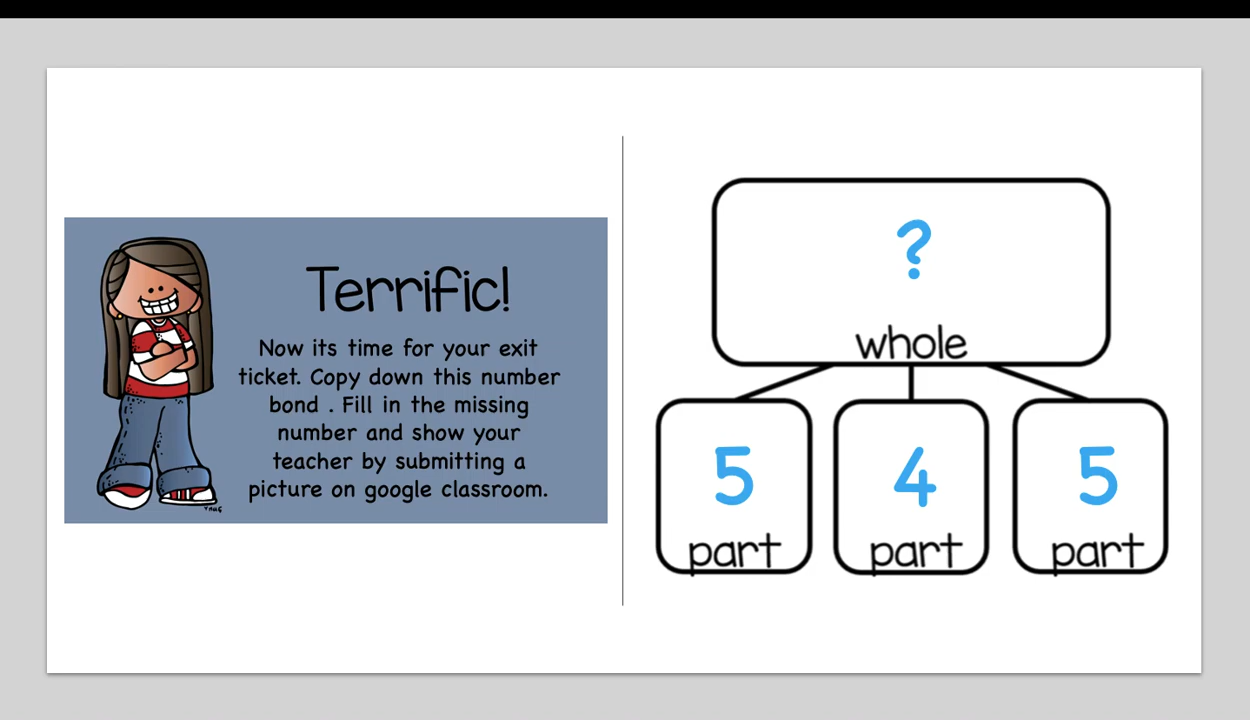 Terrific!
Now its time for your exit
ticket. Copy down this number
bond . Fill in the missing
number and show your
teacher by submitting a
picture on google classroom.
?
whole
5 4 5
part part part